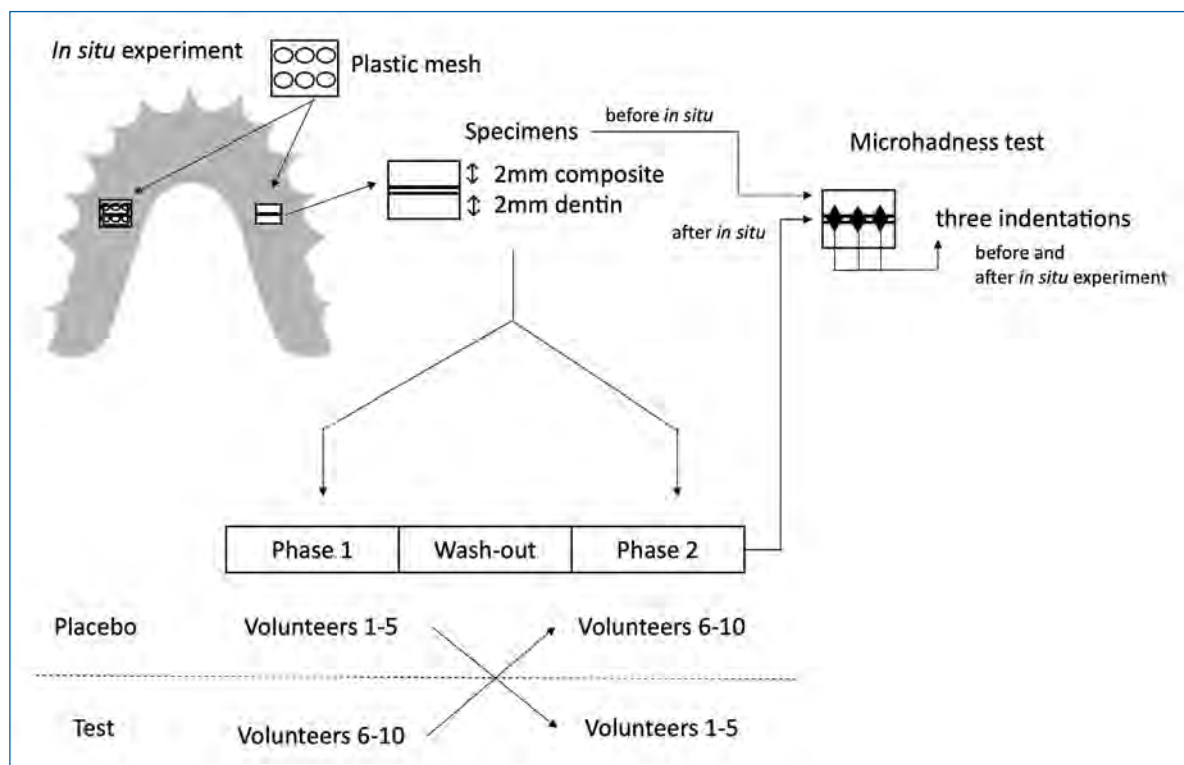 In situ experiment
Plastic mesh
Specimens
before in situ
Microhadness test
2mm composite
2mm dentin
after in situ
three indentations
before and
after in situ experiment
Phase 1
Wash-out
Phase 2
Placebo
Volunteers 1-5
Volunteers 6-10
Test
Volunteers 6-10
Volunteers 1-5